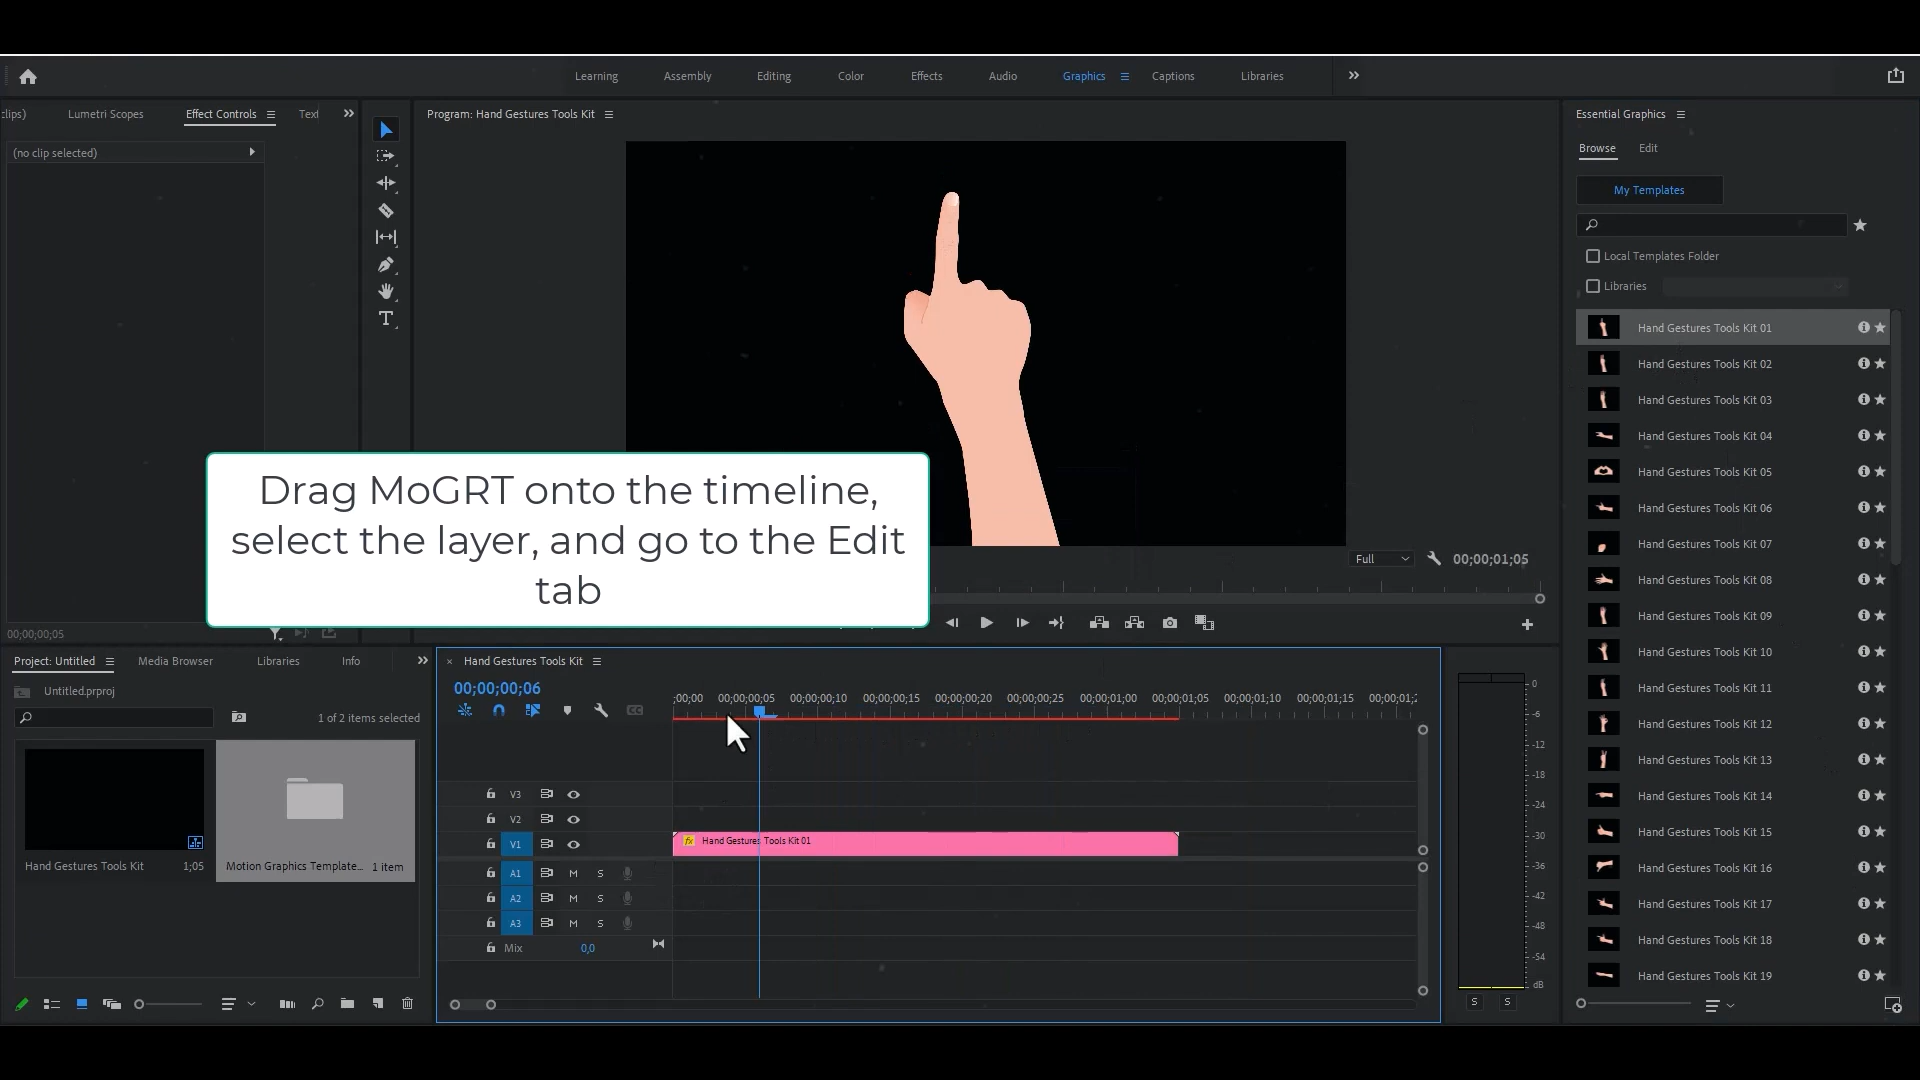 Learning
Assembly
Editing
Color
Effects
Audio
Graphics
Captions
Libraries
clips)
Lumetri Scopes
Effect Controls
Text
Program: Hand Gestures Tools Kit
Essential Graphics
(no clip selected)
Browse
Edit
My Templates
Local Templates Folder
Libraries
Hand Gestures Tools Kit 01
Hand Gestures Tools Kit 02
Hand Gestures Tools Kit 03
Hand Gestures Tools Kit 04
Hand Gestures Tools Kit 05
Hand Gestures Tools Kit 06
Hand Gestures Tools Kit 07
Hand Gestures Tools Kit 08
Hand Gestures Tools Kit 09
Hand Gestures Tools Kit 10
Hand Gestures Tools Kit 11
Hand Gestures Tools Kit 12
Hand Gestures Tools Kit 13
Hand Gestures Tools Kit 14
Hand Gestures Tools Kit 15
Hand Gestures Tools Kit 16
Hand Gestures Tools Kit 17
Hand Gestures Tools Kit 18
Hand Gestures Tools Kit 19
Drag MoGRT onto the timeline,
select the layer, and go to the Edit
tab
Full
00;00;01;05
00;00;00;05
Project: Untitled
Media Browser
Libraries
Info
Untitled.prproj
1 of 2 items selected
Hand Gestures Tools Kit
1;05
Motion Graphics Template...
1 item
Hand Gestures Tools Kit
00;00;00;06
;00;00
00;00;00;05
00;00;00;10
00;00;00;15
00;00;00;20
00;00;00;25
00;00;01;00
00;00;01;05
00;00;01;10
00;00;01;15
00;00;01;2
V3
V2
V1
Hand Gestures Tools Kit 01
A1
M
S
A2
M
S
A3
M
S
Mix
0,0
0
-6
-12
-18
-24
-30
-36
-42
-48
-54
dB
S
S